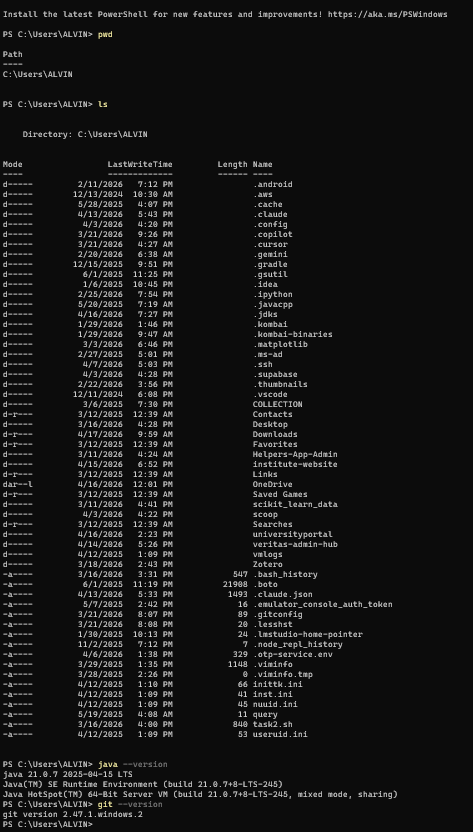 Install the latest PowerShell for new features and improvements! https://aka.ms/PSWindows
PS C:\Users\ALVIN> pwd
Path
----
C:\Users\ALVIN
PS C:\Users\ALVIN> ls
Directory: C:\Users\ALVIN
Mode LastWriteTime Length Name
---- ------------- ------ ----
d----- 2/11/2026 7:12 PM .android
d----- 12/13/2024 10:30 AM .aws
d----- 5/28/2025 4:07 PM .cache
d----- 4/13/2026 5:43 PM .claude
d----- 4/3/2026 4:20 PM .config
d----- 3/21/2026 9:26 PM .copilot
d----- 3/21/2026 4:27 AM .cursor
d----- 2/20/2026 6:38 AM .gemini
d----- 12/15/2025 9:51 PM .gradle
d----- 6/1/2025 11:25 PM .gsutil
d----- 1/6/2026 10:45 PM .idea
d----- 2/25/2026 7:54 PM .ipython
d----- 5/20/2025 7:19 AM .javacpp
d----- 4/16/2026 7:27 PM .jdks
d----- 1/29/2026 1:46 PM .kombai
d----- 1/29/2026 9:47 AM .kombai-binaries
d----- 3/3/2026 6:46 PM .matplotlib
d----- 2/27/2025 5:01 PM .ms-ad
d----- 4/7/2026 5:03 PM .ssh
d----- 4/3/2026 4:28 PM .supabase
d----- 2/22/2026 3:56 PM .thumbnails
d----- 12/11/2024 6:08 PM .vscode
d----- 3/6/2025 7:30 PM COLLECTION
d-r--- 3/12/2025 12:39 AM Contacts
d----- 3/16/2026 4:28 PM Desktop
d-r--- 4/17/2026 9:59 AM Downloads
d-r--- 3/12/2025 12:39 AM Favorites
d----- 3/11/2026 4:24 AM Helpers-App-Admin
d----- 4/15/2026 6:52 PM institute-website
d-r--- 3/12/2025 12:39 AM Links
dar--l 4/16/2026 12:01 PM OneDrive
d-r--- 3/12/2025 12:39 AM Saved Games
d----- 3/11/2026 4:41 PM scikit_learn_data
d----- 4/3/2026 4:22 PM scoop
d-r--- 3/12/2025 12:39 AM Searches
d----- 4/16/2026 2:23 PM universityportal
d----- 4/14/2026 5:26 PM veritas-admin-hub
d----- 4/12/2025 1:09 PM vmlogs
d----- 3/18/2026 2:43 PM Zotero
-a---- 3/16/2026 3:31 PM 547 .bash_history
-a---- 6/1/2025 11:19 PM 21908 .boto
-a---- 4/13/2026 5:33 PM 1493 .claude.json
-a---- 5/7/2025 2:42 PM 16 .emulator_console_auth_token
-a---- 3/21/2026 8:07 PM 89 .gitconfig
-a---- 3/21/2026 8:08 PM 20 .lesshst
-a---- 1/30/2025 10:13 PM 24 .lmstudio-home-pointer
-a---- 11/2/2025 7:12 PM 7 .node_repl_history
-a---- 4/6/2026 1:38 PM 329 .otp-service.env
-a---- 3/29/2025 1:35 PM 1148 .viminfo
-a---- 3/28/2025 2:26 PM 0 .viminfo.tmp
-a---- 4/12/2025 1:10 PM 66 inittk.ini
-a---- 4/12/2025 1:09 PM 41 inst.ini
-a---- 4/12/2025 1:09 PM 45 nuuid.ini
-a---- 5/19/2025 4:08 AM 11 query
-a---- 3/16/2026 4:00 PM 840 task2.sh
-a---- 4/12/2025 1:09 PM 53 useruid.ini
PS C:\Users\ALVIN> java --version
java 21.0.7 2025-04-15 LTS
Java(TM) SE Runtime Environment (build 21.0.7+8-LTS-245)
Java HotSpot(TM) 64-Bit Server VM (build 21.0.7+8-LTS-245, mixed mode, sharing)
PS C:\Users\ALVIN> git --version
git version 2.47.1.windows.2
PS C:\Users\ALVIN>